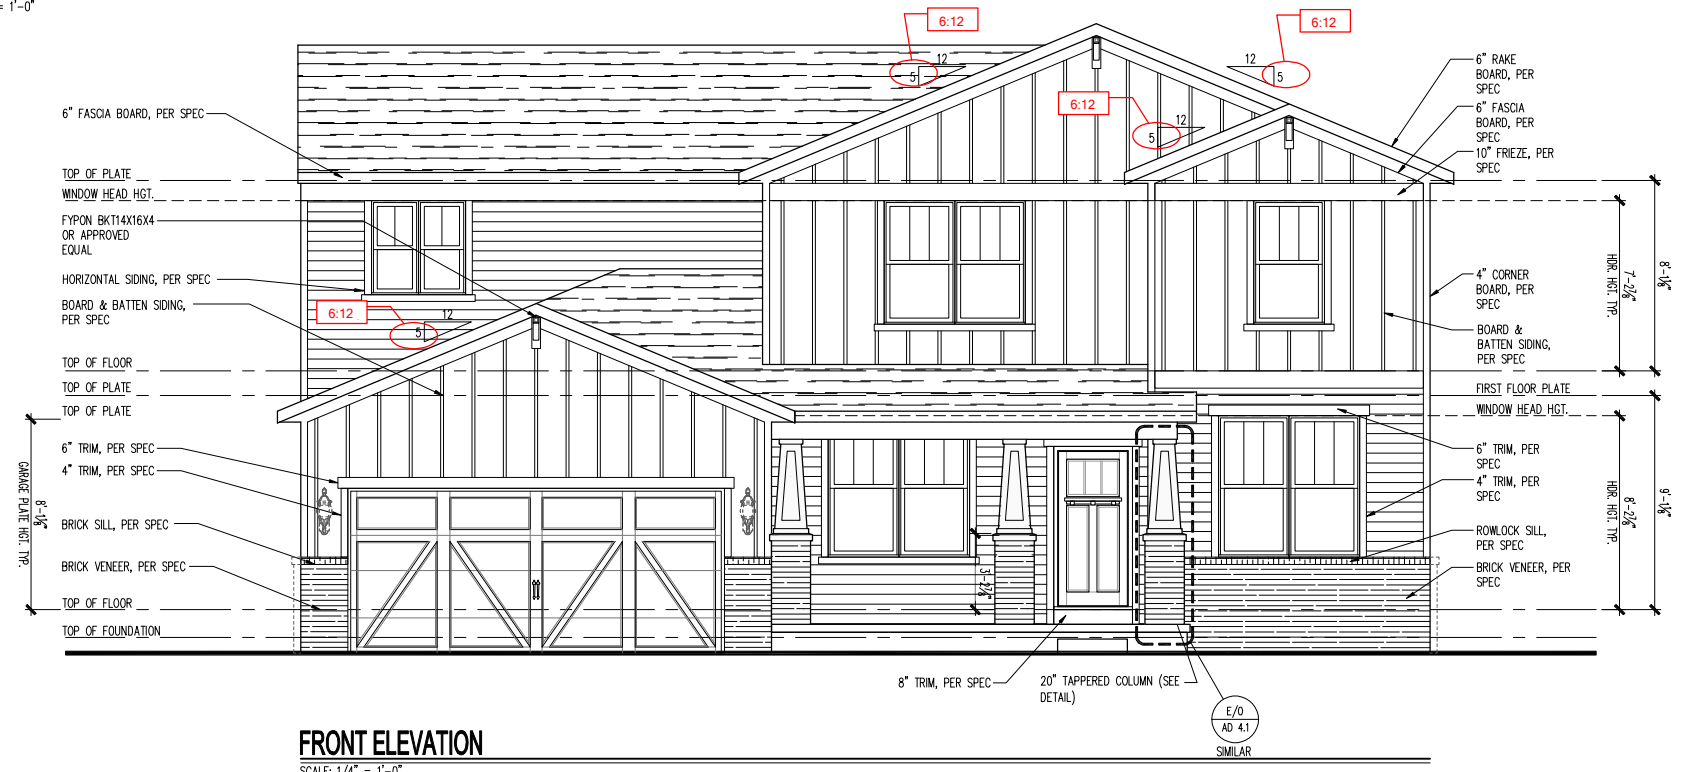 = 1'-0"
6:12
6:12
12
5
12
5
6:12
12
5
6" FASCIA BOARD, PER SPEC
TOP OF PLATE
WINDOW HEAD HGT.
FYPON BKT14X16X4
OR APPROVED
EQUAL
HORIZONTAL SIDING, PER SPEC
BOARD & BATTEN SIDING,
PER SPEC
6:12
12
5
TOP OF FLOOR
TOP OF PLATE
TOP OF PLATE
6" TRIM, PER SPEC
4" TRIM, PER SPEC
GARAGE PLATE HGT. TYP.
8'-1⅛"
BRICK SILL, PER SPEC
BRICK VENEER, PER SPEC
TOP OF FLOOR
TOP OF FOUNDATION
6" RAKE
BOARD, PER
SPEC
6" FASCIA
BOARD, PER
SPEC
10" FRIEZE, PER
SPEC
HDR. HGT. TYP.
7'-2⅞"
8'-1⅛"
4" CORNER
BOARD, PER
SPEC
BOARD &
BATTEN SIDING,
PER SPEC
FIRST FLOOR PLATE
WINDOW HEAD HGT.
6" TRIM, PER
SPEC
4" TRIM, PER
SPEC
HDR. HGT. TYP.
8'-2⅞"
9'-1⅛"
ROWLOCK SILL,
PER SPEC
BRICK VENEER, PER
SPEC
3'-2⅞"
8" TRIM, PER SPEC
20" TAPPERED COLUMN (SEE
DETAIL)
E/0
AD 4.1
SIMILAR
FRONT ELEVATION
SCALE: 1/4" = 1'-0"